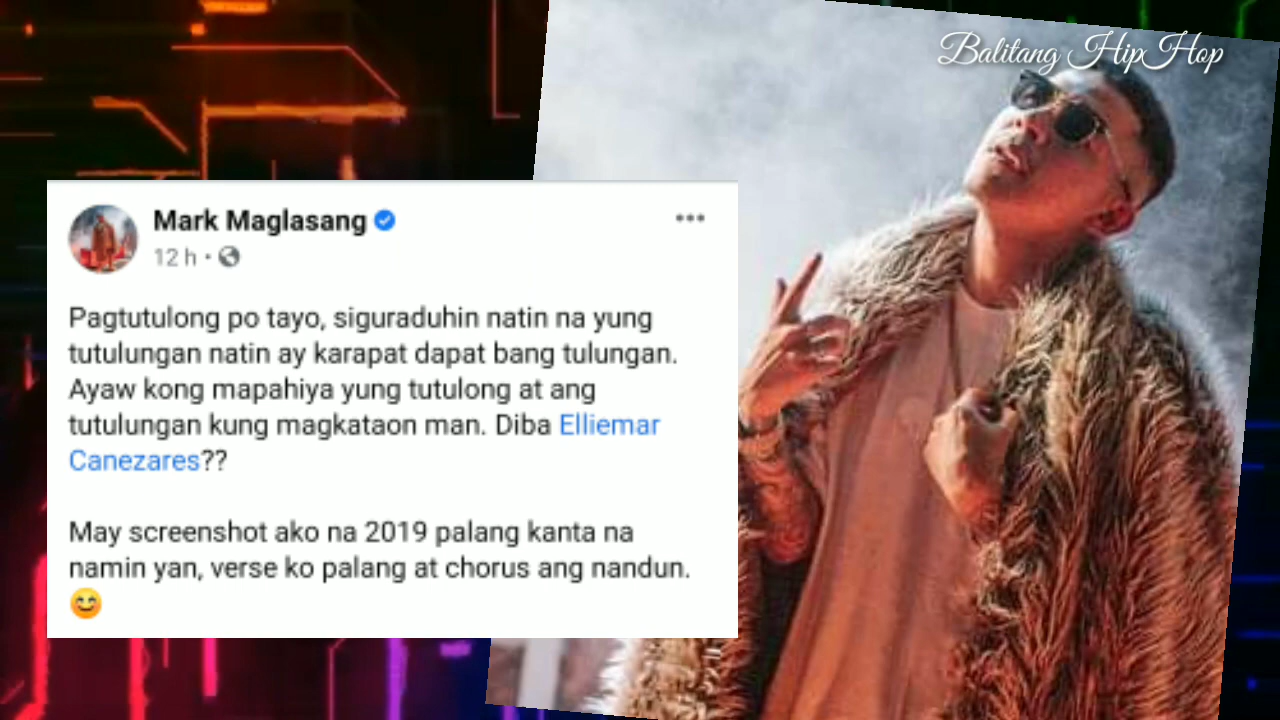 Balitang HipHop
Mark Maglasang
12 h
Pagtutulong po tayo, siguraduhin natin na yung
tutulungan natin ay karapat dapat bang tulungan.
Ayaw kong mapahiya yung tutulong at ang
tutulungan kung magkataon man. Diba Elliemar
Canezares??
May screenshot ako na 2019 palang kanta na
namin yan, verse ko palang at chorus ang nandun.
😊